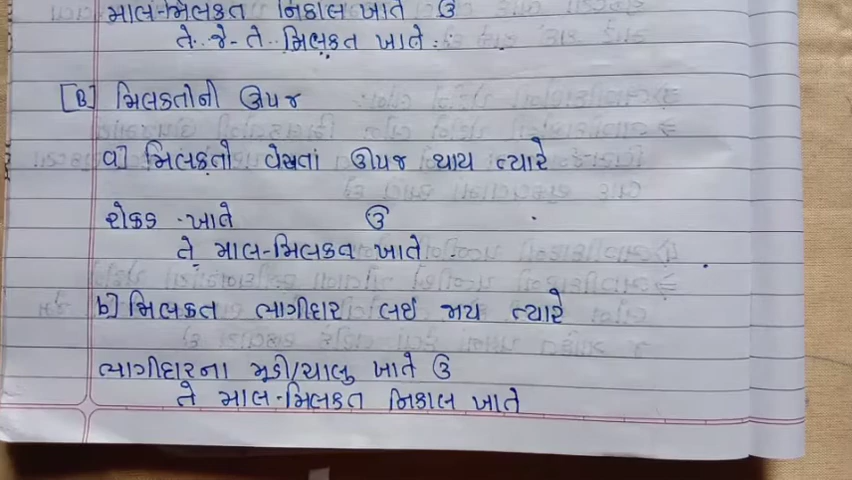 માલ-મિલકત નિકાલ ખાતે ઉ
તે.. જે- તે.. મિલકત ખાતે.
[B] મિલકતોની ઊપજ
a] મિલકતો વેચતાં ઊપજ થાય ત્યારે
રોકડ ખાતે ઉ
તે માલ-મિલકત ખાતે.
b] મિલકત ભાગીદાર લઈ જાય ત્યારે
ભાગીદારના મૂડી/ચાલુ ખાતે ઉ
તે માલ-મિલકત નિકાલ ખાતે